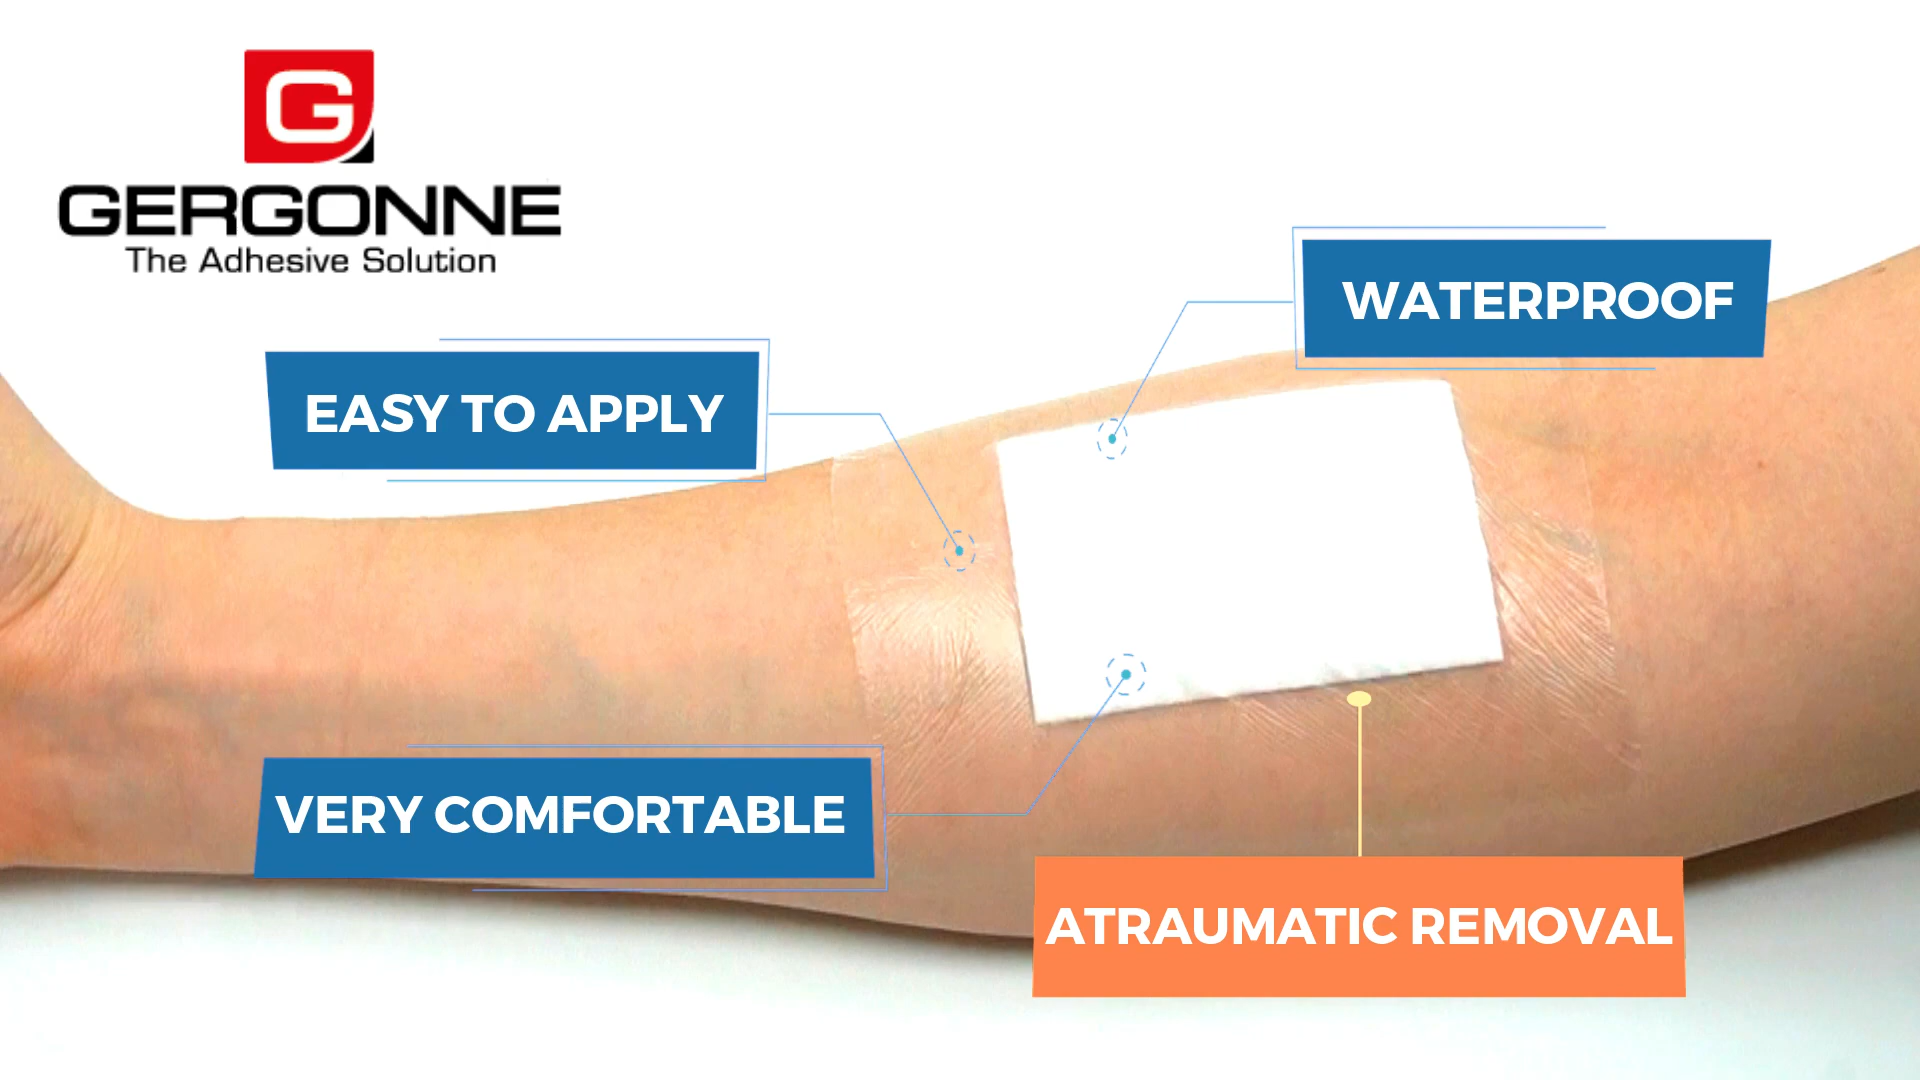 G
GERGONNE
The Adhesive Solution
WATERPROOF
EASY TO APPLY
VERY COMFORTABLE
ATRAUMATIC REMOVAL